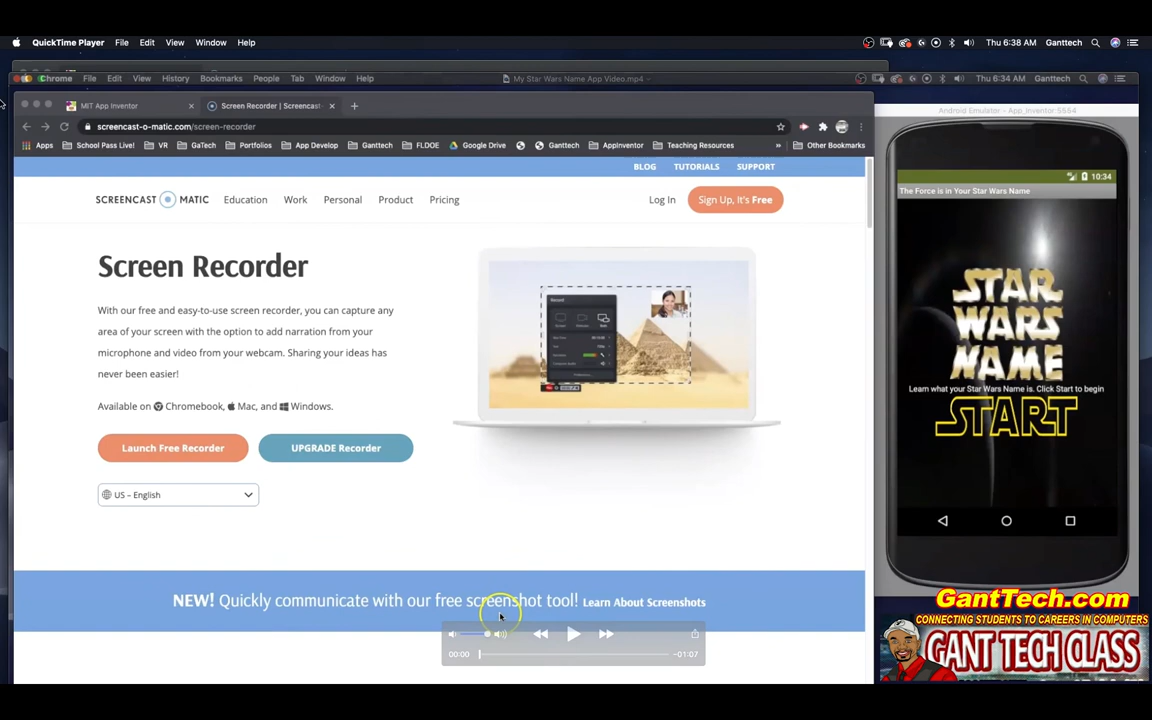 QuickTime Player File Edit View Window Help Thu 6:38 AM Ganttech
Chrome File Edit View History Bookmarks People Tab Window Help My Star Wars Name App Video.mp4 Thu 6:34 AM Ganttech
MIT App Inventor Screen Recorder | Screencast-
Android Emulator - App_Inventor:5554
screencast-o-matic.com/screen-recorder
Apps School Pass Live! VR GaTech Portfolios App Develop Ganttech FLDOE Google Drive Ganttech AppInventor Teaching Resources » Other Bookmarks
BLOG TUTORIALS SUPPORT
SCREENCAST MATIC Education Work Personal Product Pricing Log In Sign Up, It's Free
Screen Recorder
With our free and easy-to-use screen recorder, you can capture any
area of your screen with the option to add narration from your
microphone and video from your webcam. Sharing your ideas has
never been easier!
Available on Chromebook, Mac, and Windows.
Launch Free Recorder UPGRADE Recorder
US – English
NEW! Quickly communicate with our free screenshot tool! Learn About Screenshots
00:00 -01:07
10:34
The Force is in Your Star Wars Name
STAR
WARS
NAME
Learn what your Star Wars Name is. Click Start to begin
START
GantTech.com
CONNECTING STUDENTS TO CAREERS IN COMPUTERS
GANT TECH CLASS